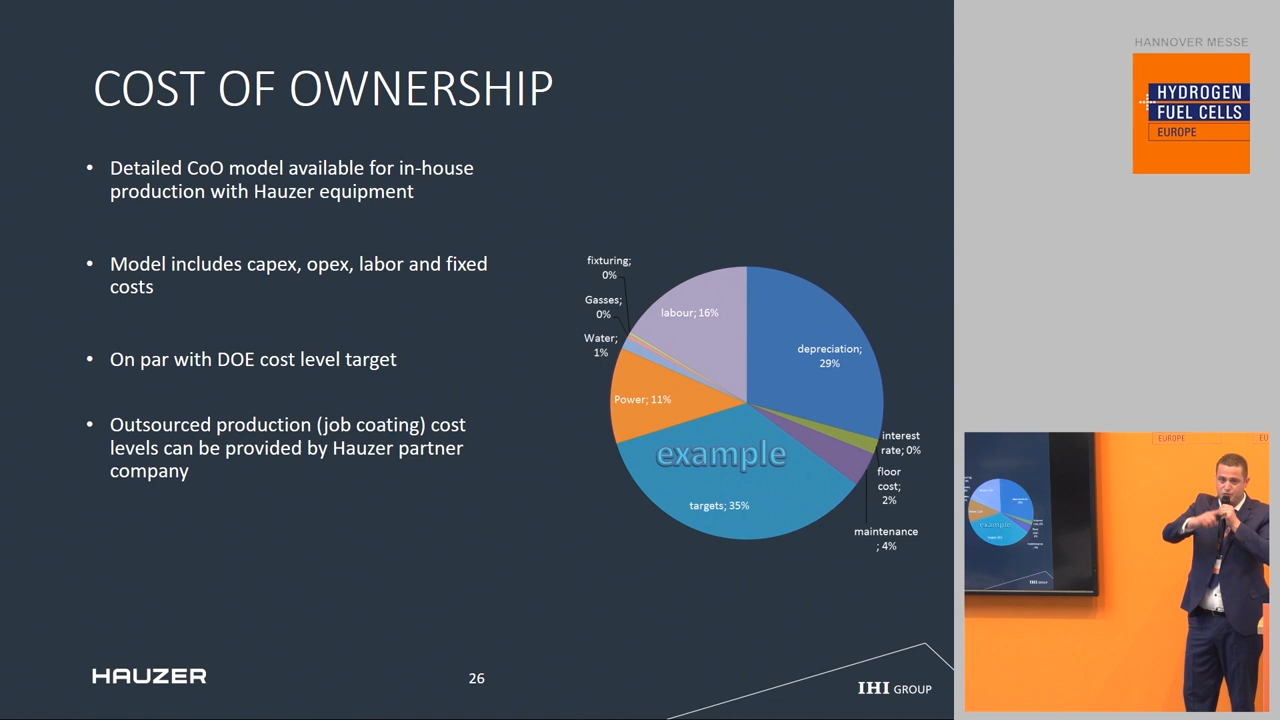 COST OF OWNERSHIP
• Detailed CoO model available for in-house
production with Hauzer equipment
• Model includes capex, opex, labor and fixed
costs
• On par with DOE cost level target
• Outsourced production (job coating) cost
levels can be provided by Hauzer partner
company
fixturing;
0%
Gasses;
0%
Water;
1%
labour; 16%
depreciation;
29%
Power; 11%
interest
rate; 0%
example
floor
cost;
2%
targets; 35%
maintenance
; 4%
HAUZER
26
IHI GROUP
HANNOVER MESSE
HYDROGEN
FUEL CELLS
EUROPE
EUROPE
EU
example
IHI GROUP